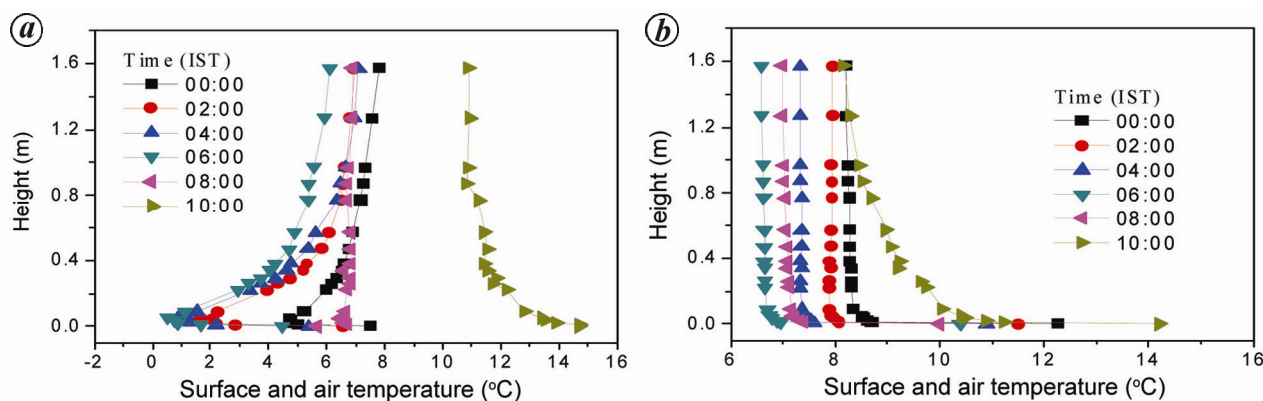 a
Time (IST)
00:00
02:00
04:00
06:00
08:00
10:00
1.6
1.2
0.8
0.4
0.0
Height (m)
-2 0 2 4 6 8 10 12 14 16
Surface and air temperature (ºC)
b
Time (IST)
00:00
02:00
04:00
06:00
08:00
10:00
1.6
1.2
0.8
0.4
0.0
Height (m)
6 8 10 12 14 16
Surface and air temperature (ºC)